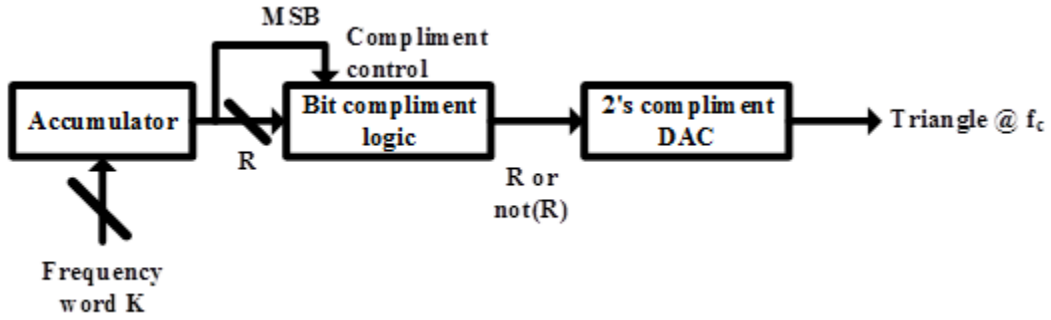 MSB
Compliment
control
Accumulator
Bit compliment
logic
2's compliment
DAC
Triangle @ fc
R
R or
not(R)
Frequency
word K